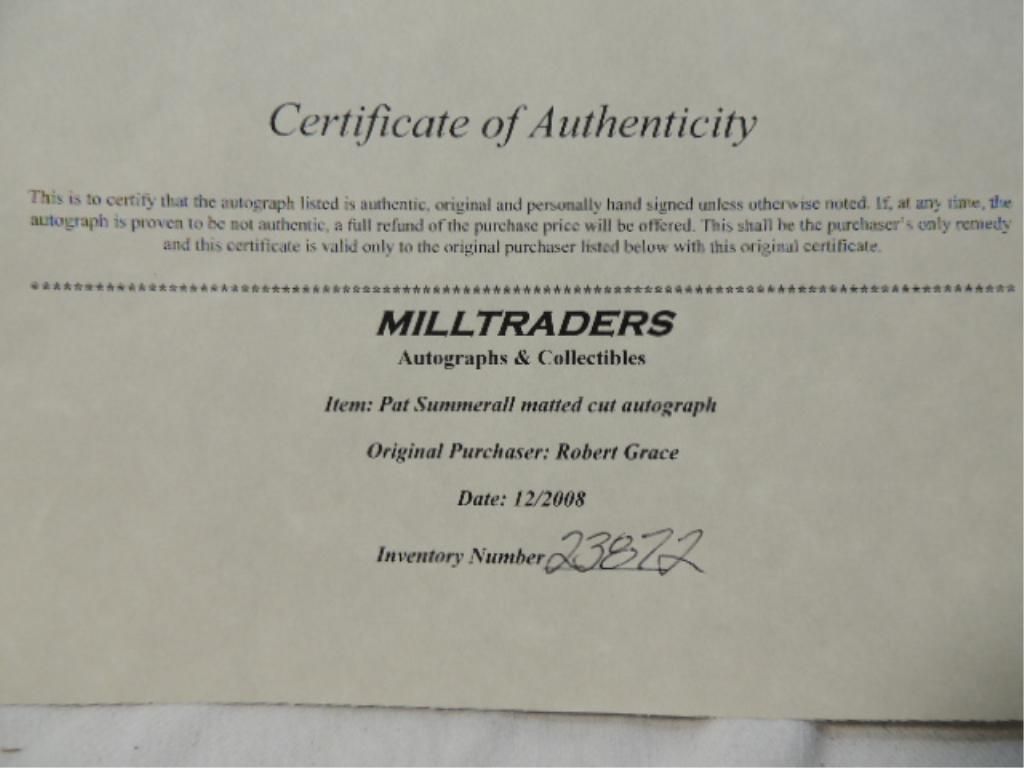 Certificate of Authenticity
This is to certify that the autograph listed is authentic, original and personally hand signed unless otherwise noted. If, at any time, the
autograph is proven to be not authentic, a full refund of the purchase price will be offered. This shall be the purchaser's only remedy
and this certificate is valid only to the original purchaser listed below with this original certificate.
MILLTRADERS
Autographs & Collectibles
Item: Pat Summerall matted cut autograph
Original Purchaser: Robert Grace
Date: 12/2008
Inventory Number 23872